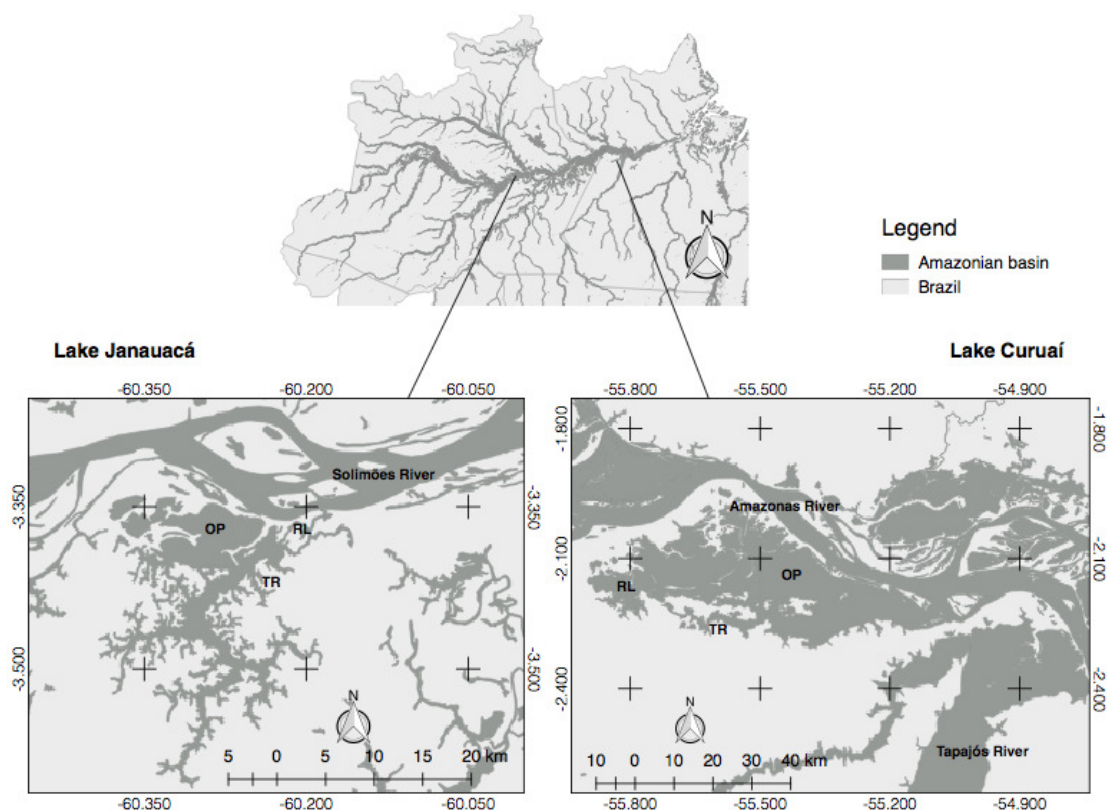 N
Legend
Amazonian basin
Brazil
Lake Janauacá
Lake Curuaí
-60.350 -60.200 -60.050
-55.800 -55.500 -55.200 -54.900
-3.350
-3.500
Solimões River
OP
RL
TR
-3.350
-3.500
N
5 0 5 10 15 20 km
-60.350 -60.200 -60.050
-1.800
-2.100
-2.400
Amazonas River
OP
RL
TR
Tapajós River
-1.800
-2.100
-2.400
N
10 0 10 20 30 40 km
-55.800 -55.500 -55.200 -54.900